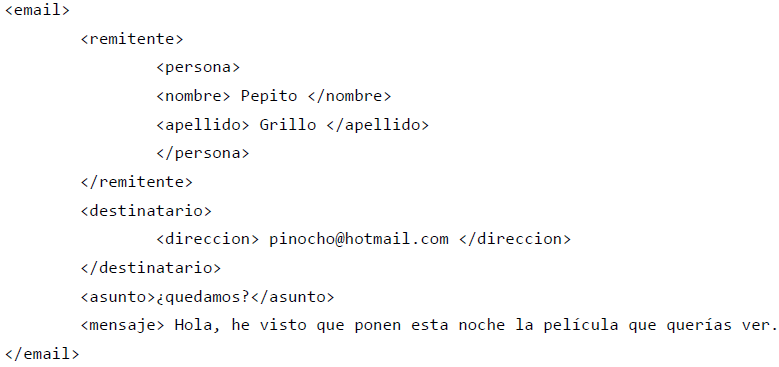 <email>
<remitente>
<persona>
<nombre> Pepito </nombre>
<apellido> Grillo </apellido>
</persona>
</remitente>
<destinatario>
<direccion> pinocho@hotmail.com </direccion>
</destinatario>
<asunto>¿quedamos?</asunto>
<mensaje> Hola, he visto que ponen esta noche la película que querías ver.
</email>